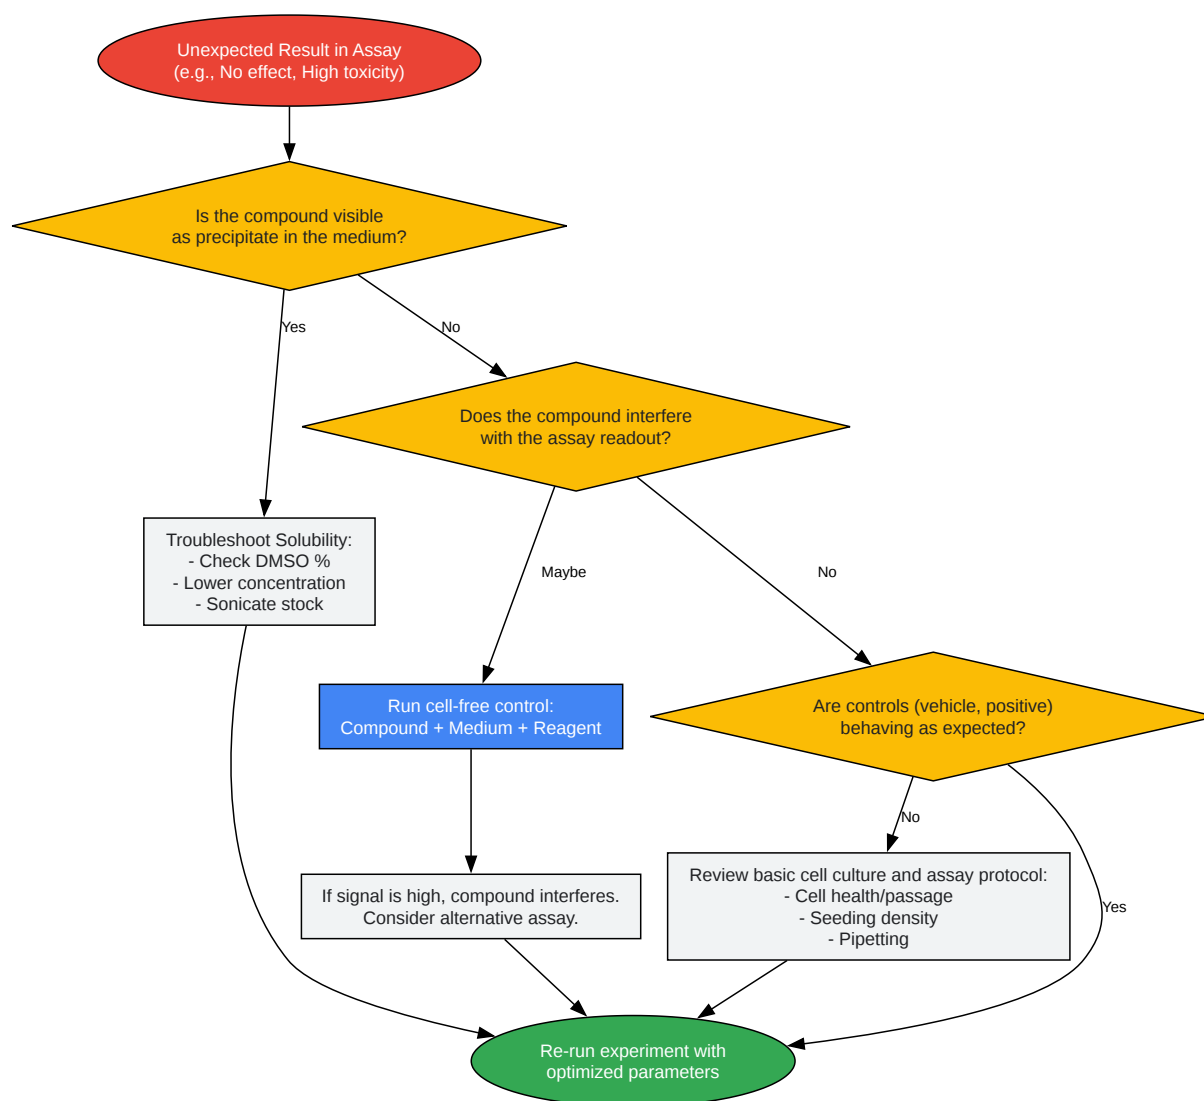 Unexpected Result in Assay
(e.g., No effect, High toxicity)
Is the compound visible
as precipitate in the medium?
Yes
No
Does the compound interfere
with the assay readout?
Troubleshoot Solubility:
- Check DMSO %
- Lower concentration
- Sonicate stock
Maybe
No
Run cell-free control:
Compound + Medium + Reagent
Are controls (vehicle, positive)
behaving as expected?
No
Yes
If signal is high, compound interferes.
Consider alternative assay.
Review basic cell culture and assay protocol:
- Cell health/passage
- Seeding density
- Pipetting
Re-run experiment with
optimized parameters